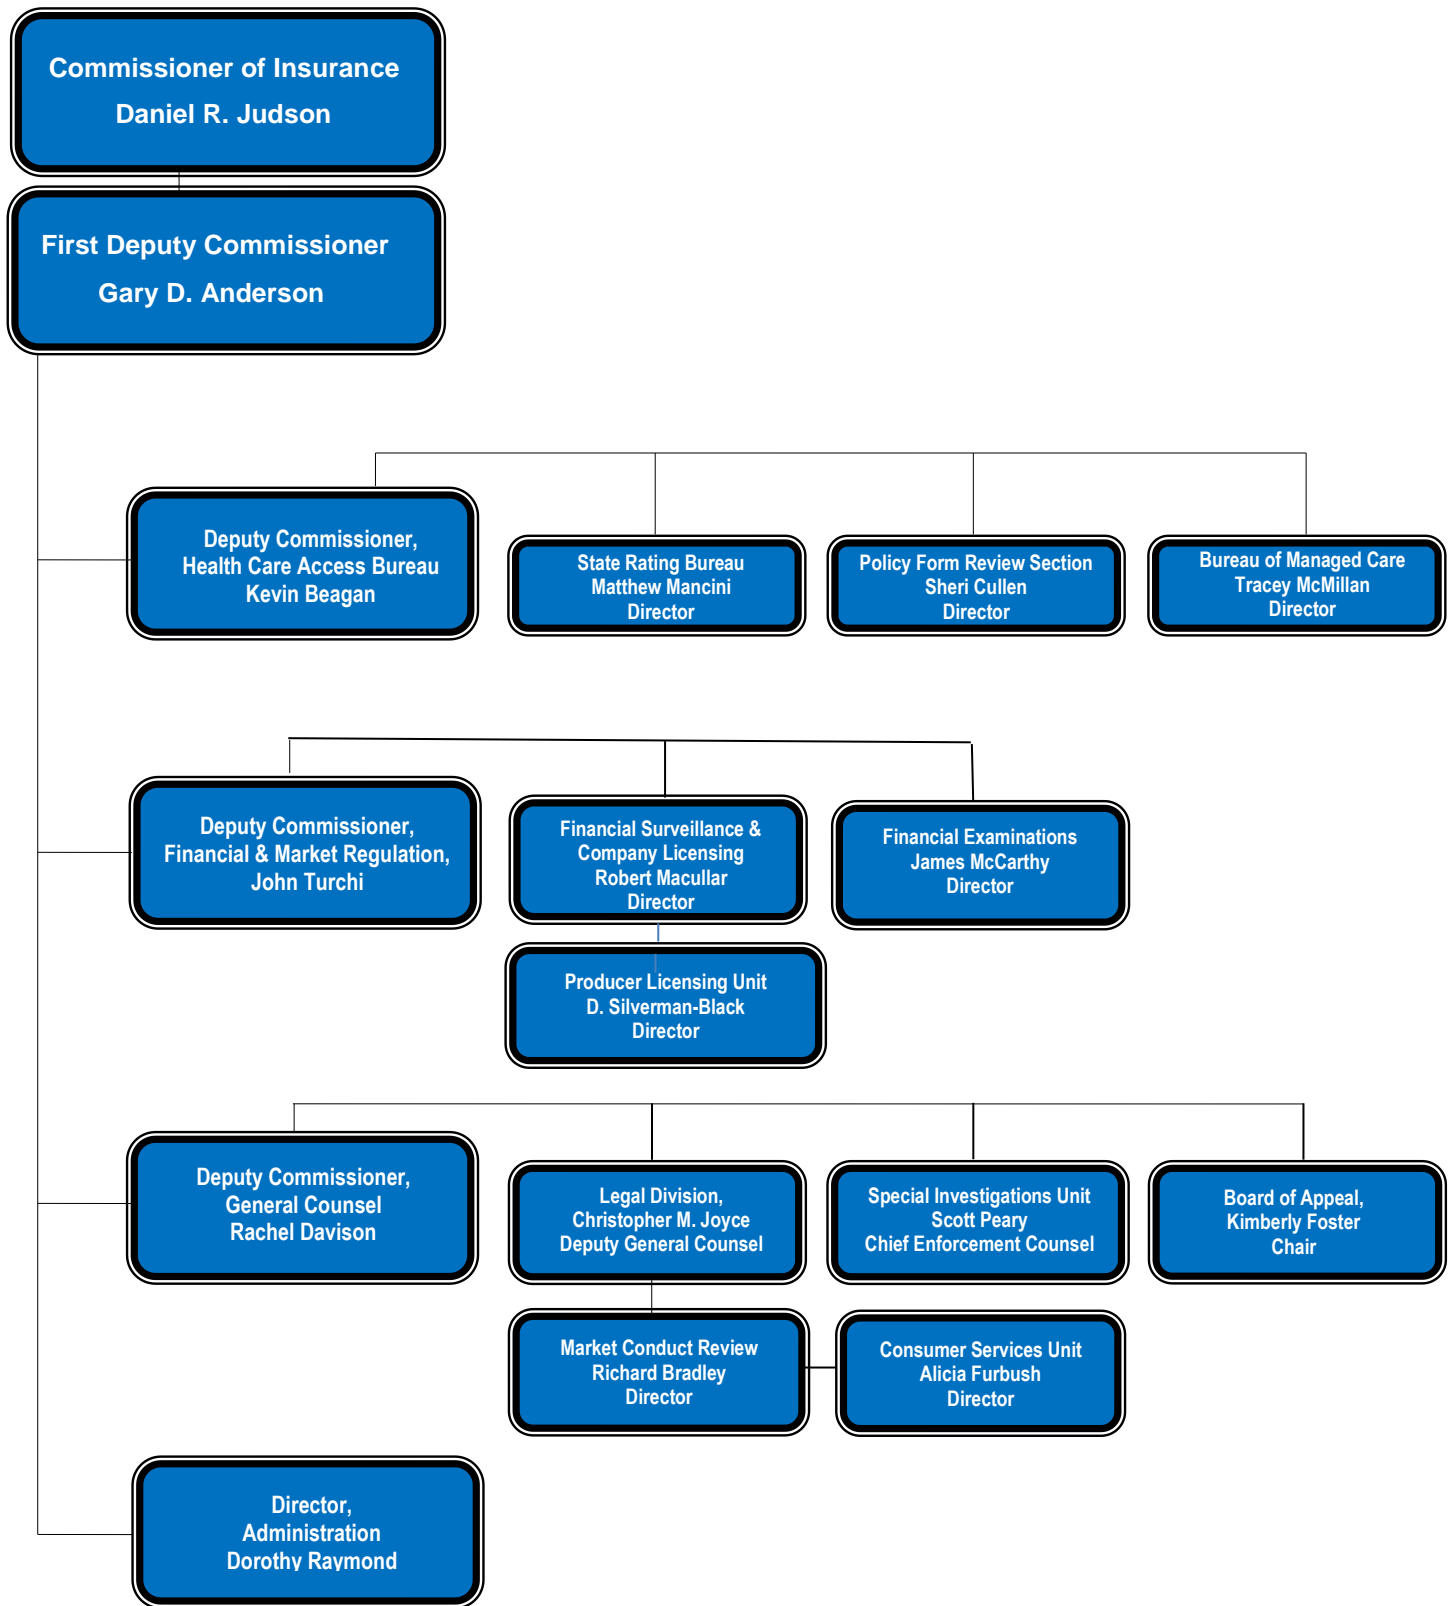 Commissioner of Insurance
Daniel R. Judson
First Deputy Commissioner
Gary D. Anderson
Deputy Commissioner,
Health Care Access Bureau
Kevin Beagan
State Rating Bureau
Matthew Mancini
Director
Policy Form Review Section
Sheri Cullen
Director
Bureau of Managed Care
Tracey McMillan
Director
Deputy Commissioner,
Financial & Market Regulation,
John Turchi
Financial Surveillance &
Company Licensing
Robert Macullar
Director
Financial Examinations
James McCarthy
Director
Producer Licensing Unit
D. Silverman-Black
Director
Deputy Commissioner,
General Counsel
Rachel Davison
Legal Division,
Christopher M. Joyce
Deputy General Counsel
Special Investigations Unit
Scott Peary
Chief Enforcement Counsel
Board of Appeal,
Kimberly Foster
Chair
Market Conduct Review
Richard Bradley
Director
Consumer Services Unit
Alicia Furbush
Director
Director,
Administration
Dorothy Raymond